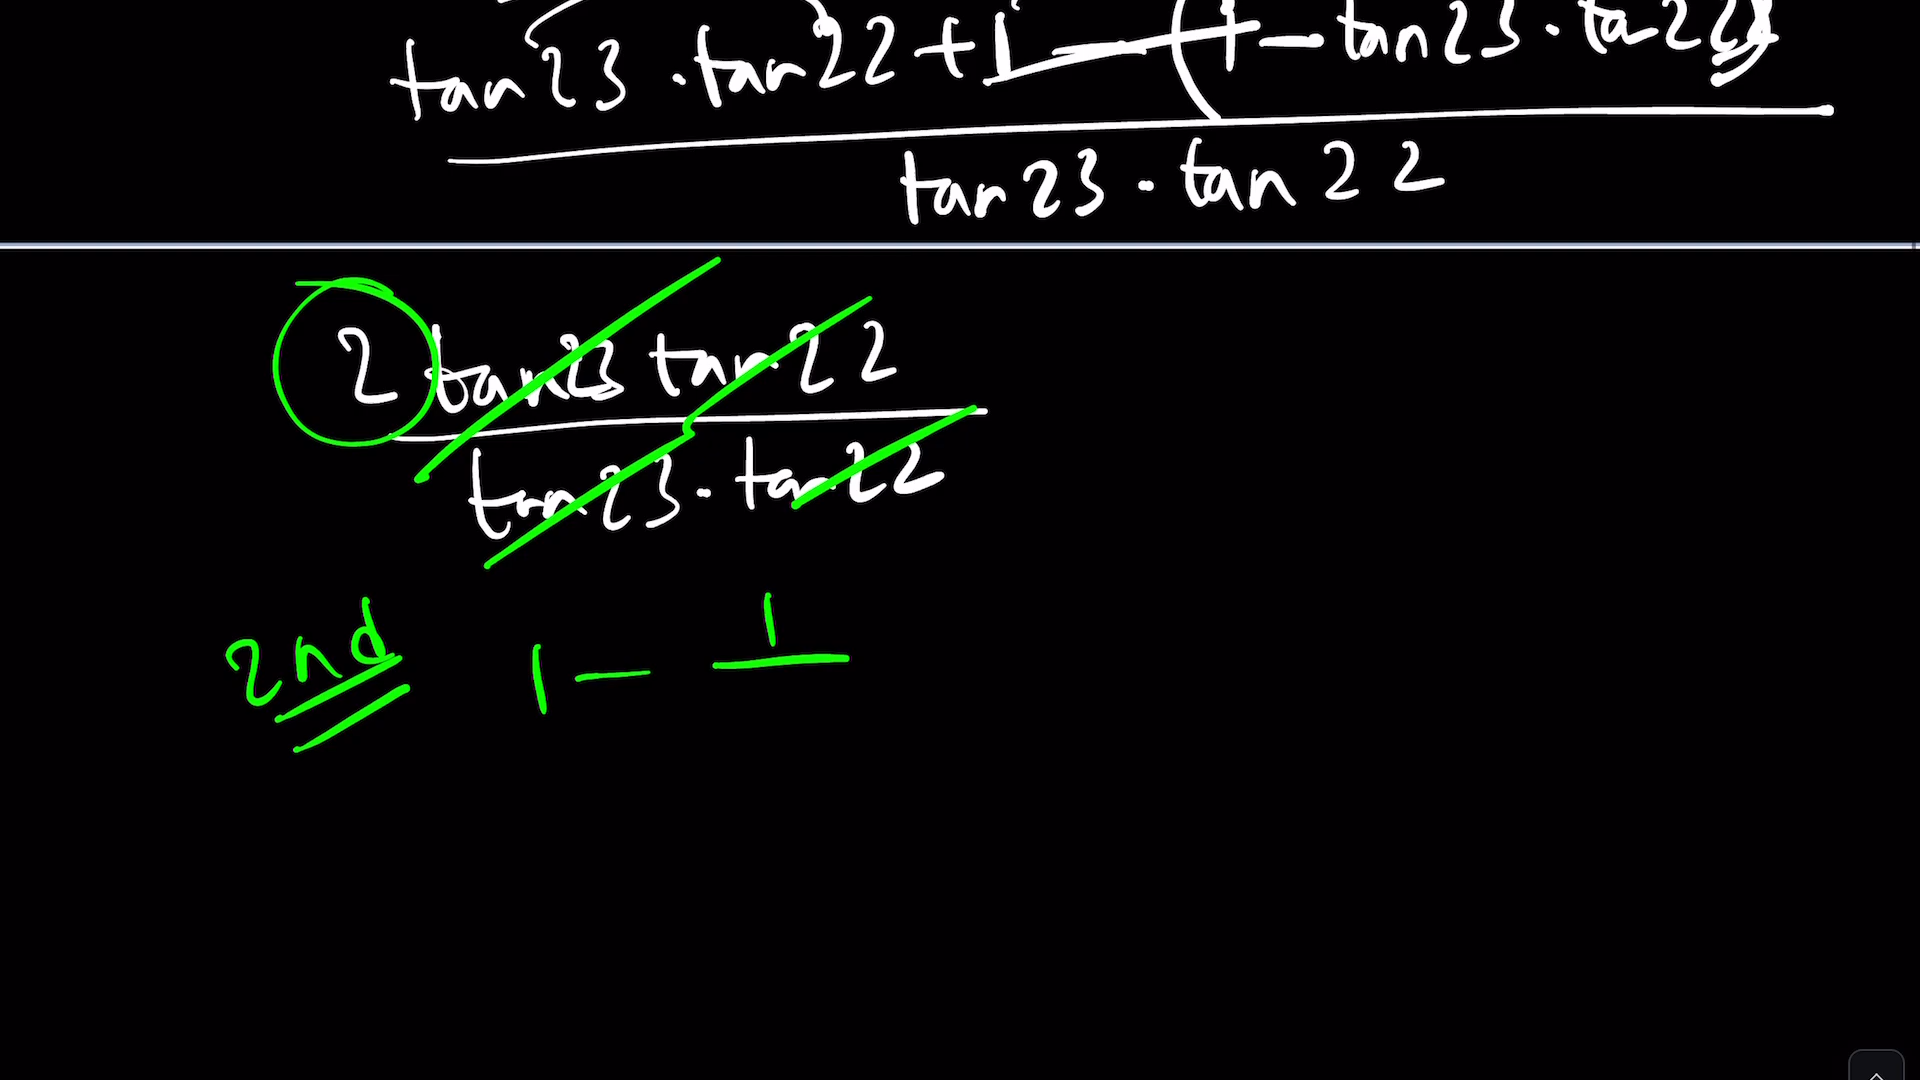 tan23 · tan22 + 1 - (1 - tan23 · tan22)
tan23 · tan22
2 tan23 tan22
tan23 · tan22
2nd 1 - 1